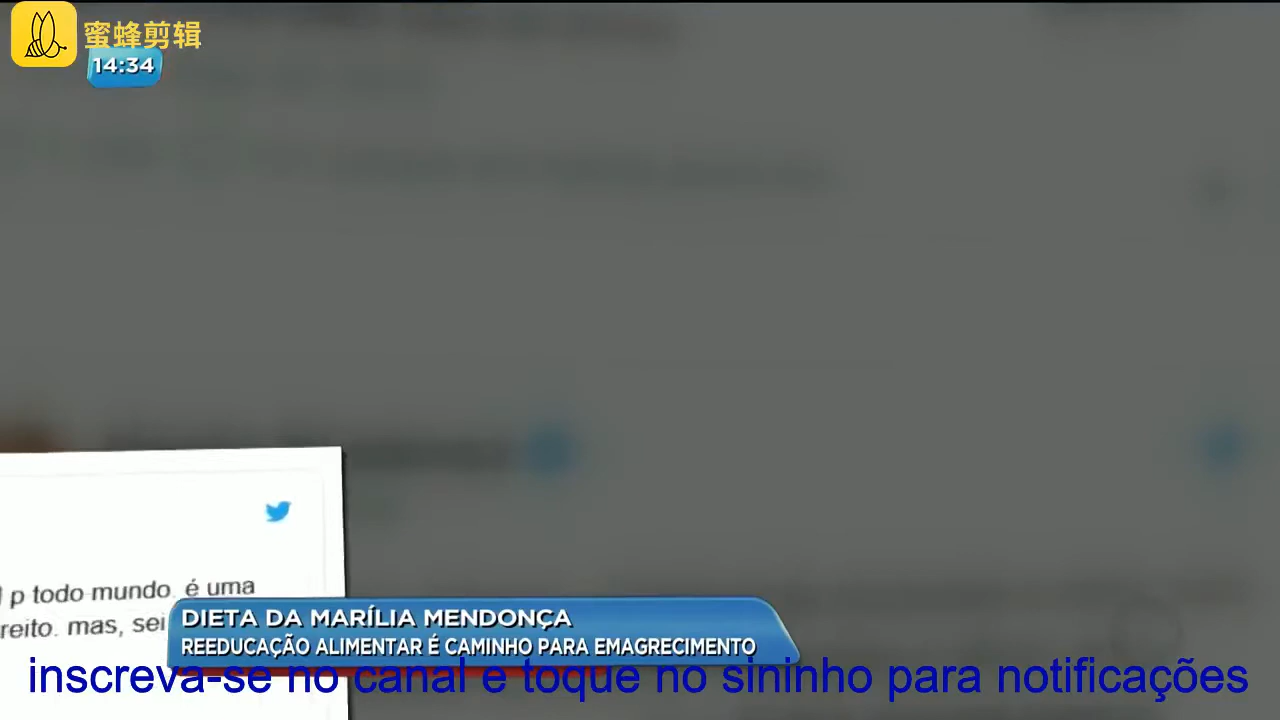 蜜蜂剪辑
14:34
p todo mundo. é uma
reito. mas, sei
DIETA DA MARÍLIA MENDONÇA
REEDUCAÇÃO ALIMENTAR É CAMINHO PARA EMAGRECIMENTO
inscreva-se no canal e toque no sininho para notificações